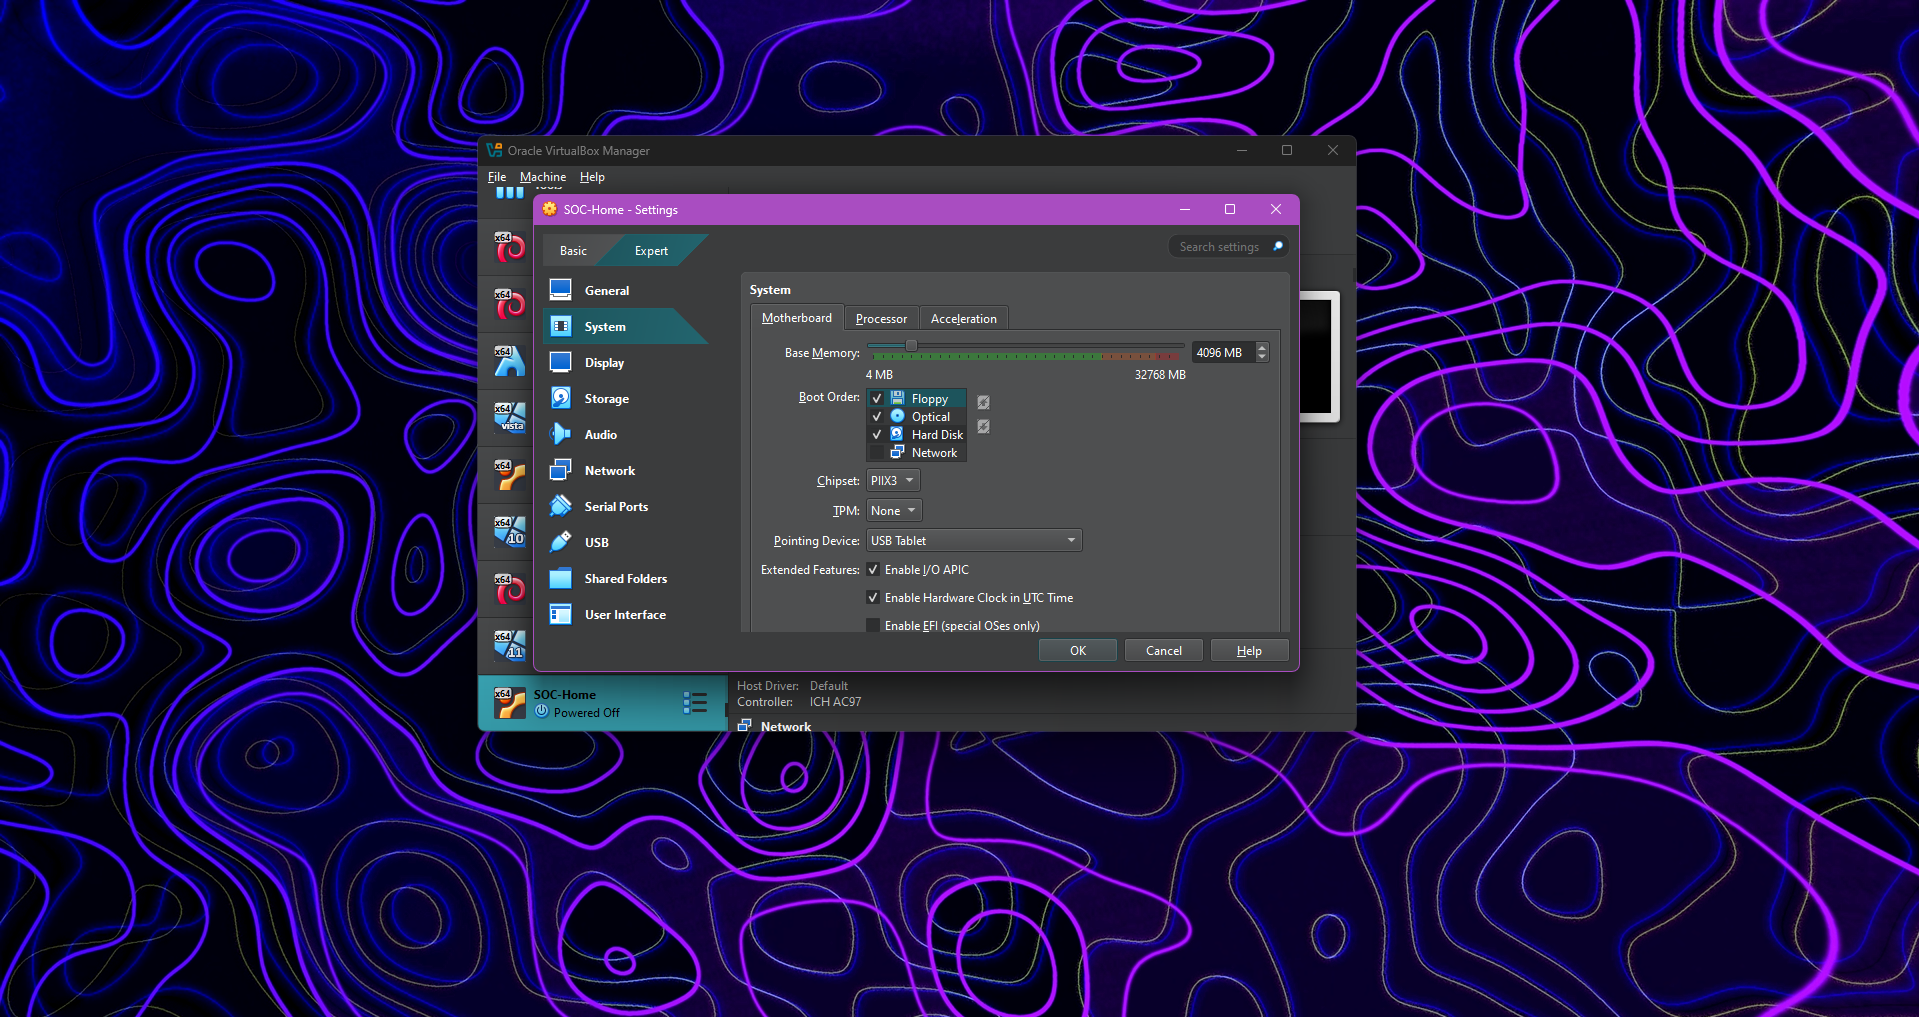 Oracle VirtualBox Manager
File Machine Help
SOC-Home - Settings
Basic Expert
Search settings
General
System
Display
Storage
Audio
Network
Serial Ports
USB
Shared Folders
User Interface
System
Motherboard Processor Acceleration
Base Memory: 4096 MB
4 MB 32768 MB
Boot Order: Floppy
Optical
Hard Disk
Network
Chipset: PIIX3
TPM: None
Pointing Device: USB Tablet
Extended Features: Enable I/O APIC
Enable Hardware Clock in UTC Time
Enable EFI (special OSes only)
OK Cancel Help
x64
x64
x64
x64
vista
x64
x64
10
x64
x64
11
x64
SOC-Home
Powered Off
Host Driver: Default
Controller: ICH AC97
Network